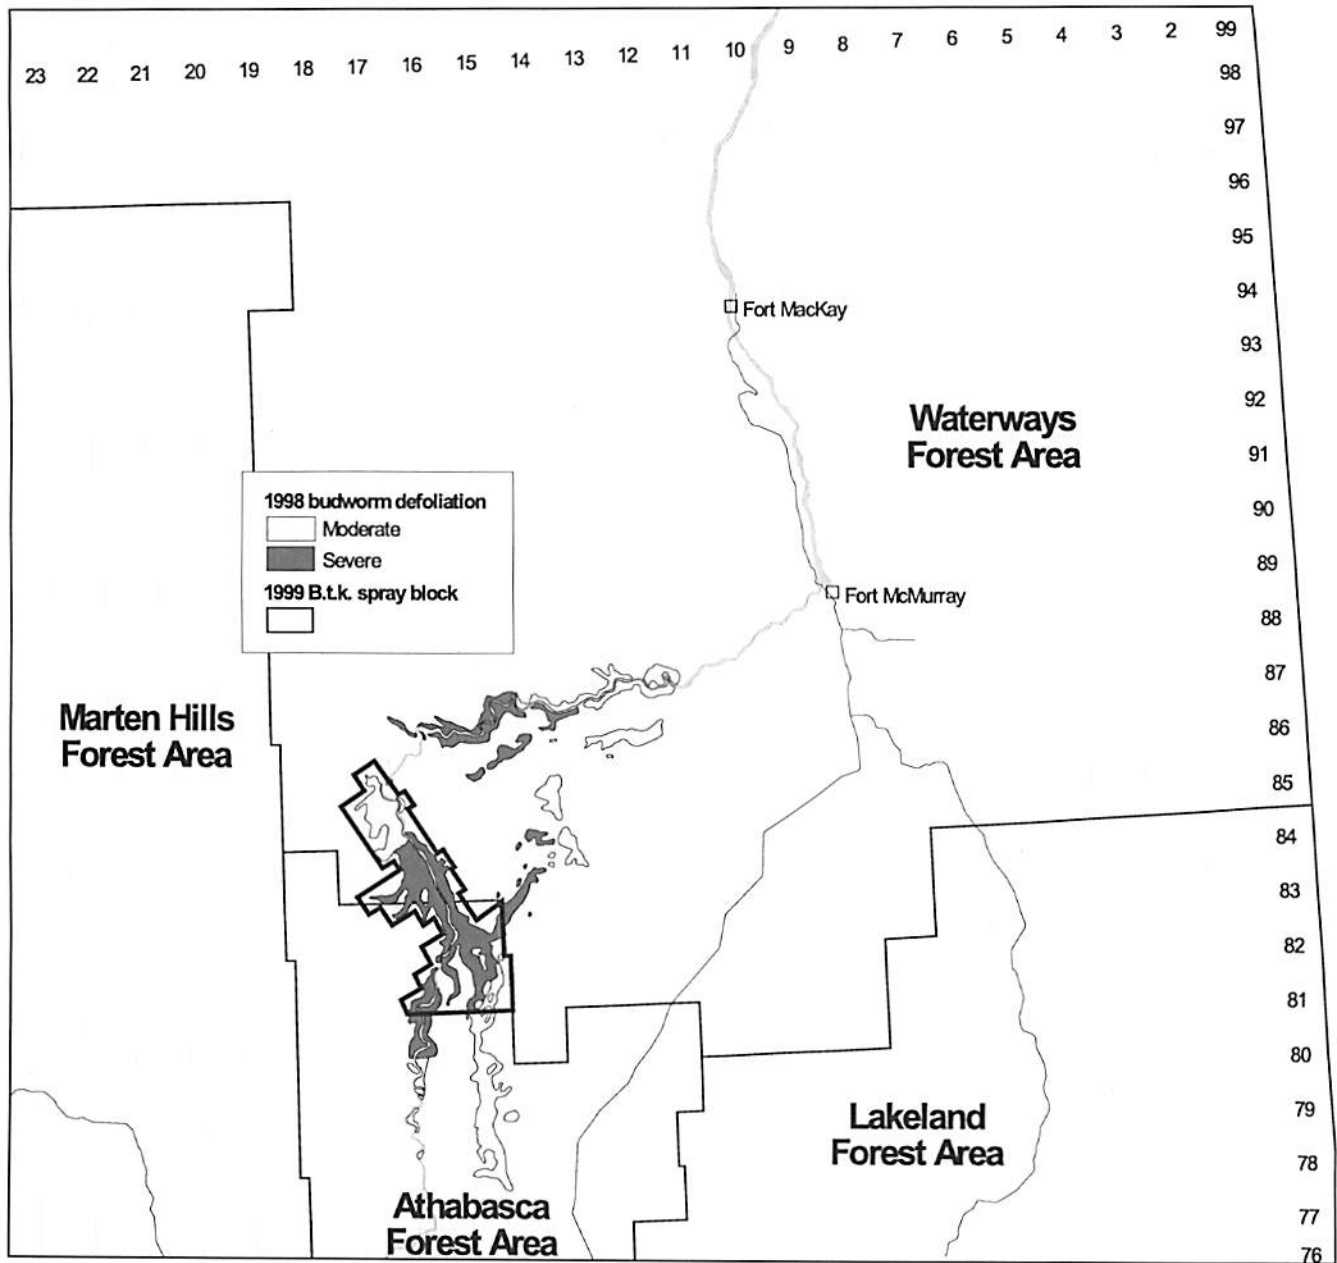 23 22 21 20 19 18 17 16 15 14 13 12 11 10 9 8 7 6 5 4 3 2 99
98
97
96
95
94
Fort MacKay
93
92
Waterways
Forest Area
91
90
1998 budworm defoliation
Moderate
Severe
1999 B.t.k. spray block
89
Fort McMurray
88
87
Marten Hills
Forest Area
86
85
84
83
82
81
80
79
Lakeland
Forest Area
78
Athabasca
Forest Area
77
76